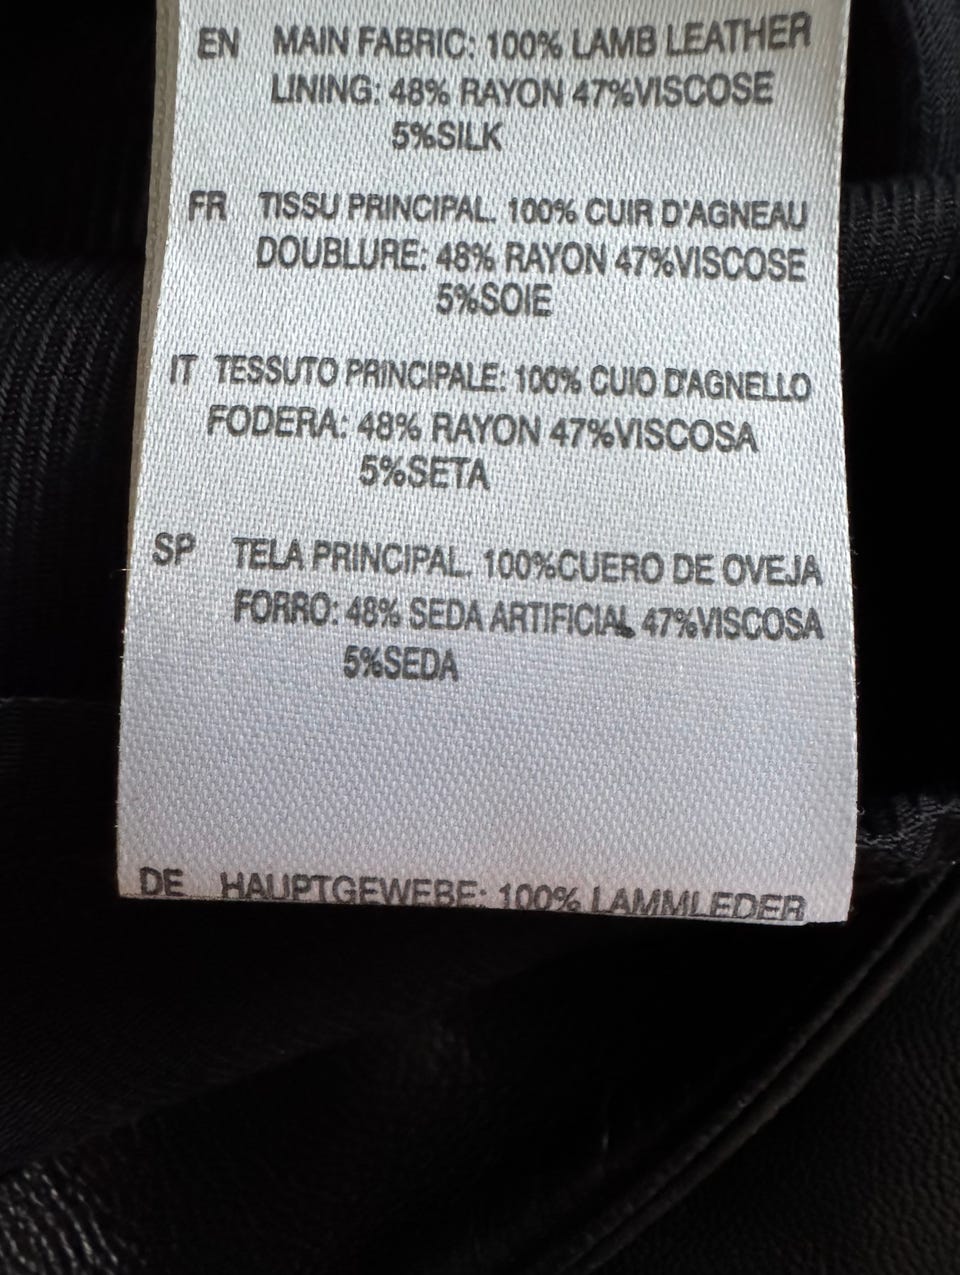 EN MAIN FABRIC: 100% LAMB LEATHER
LINING: 48% RAYON 47%VISCOSE
5%SILK
FR TISSU PRINCIPAL. 100% CUIR D'AGNEAU
DOUBLURE: 48% RAYON 47%VISCOSE
5%SOIE
IT TESSUTO PRINCIPALE: 100% CUIO D'AGNELLO
FODERA: 48% RAYON 47%VISCOSA
5%SETA
SP TELA PRINCIPAL. 100%CUERO DE OVEJA
FORRO: 48% SEDA ARTIFICIAL 47%VISCOSA
5%SEDA
DE HAUPTGEWEBE: 100% LAMMLEDER